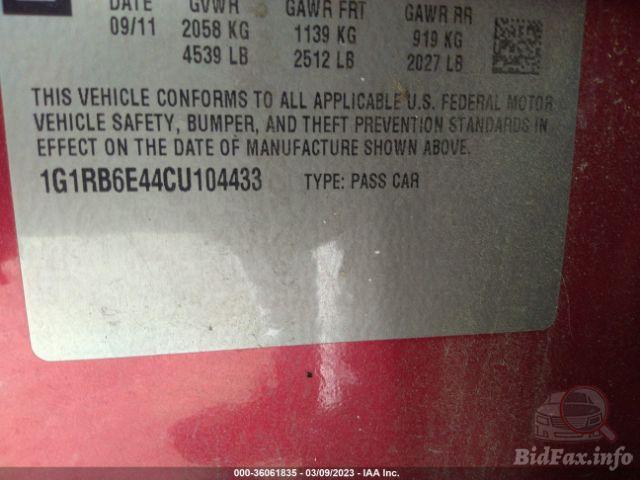 DATE GVWR GAWR FRT GAWR RR
09/11 2058 KG 1139 KG 919 KG
4539 LB 2512 LB 2027 LB
THIS VEHICLE CONFORMS TO ALL APPLICABLE U.S. FEDERAL MOTOR
VEHICLE SAFETY, BUMPER, AND THEFT PREVENTION STANDARDS IN
EFFECT ON THE DATE OF MANUFACTURE SHOWN ABOVE.
1G1RB6E44CU104433 TYPE: PASS CAR
BidFax.info
000-36061835 - 03/09/2023 - IAA Inc.